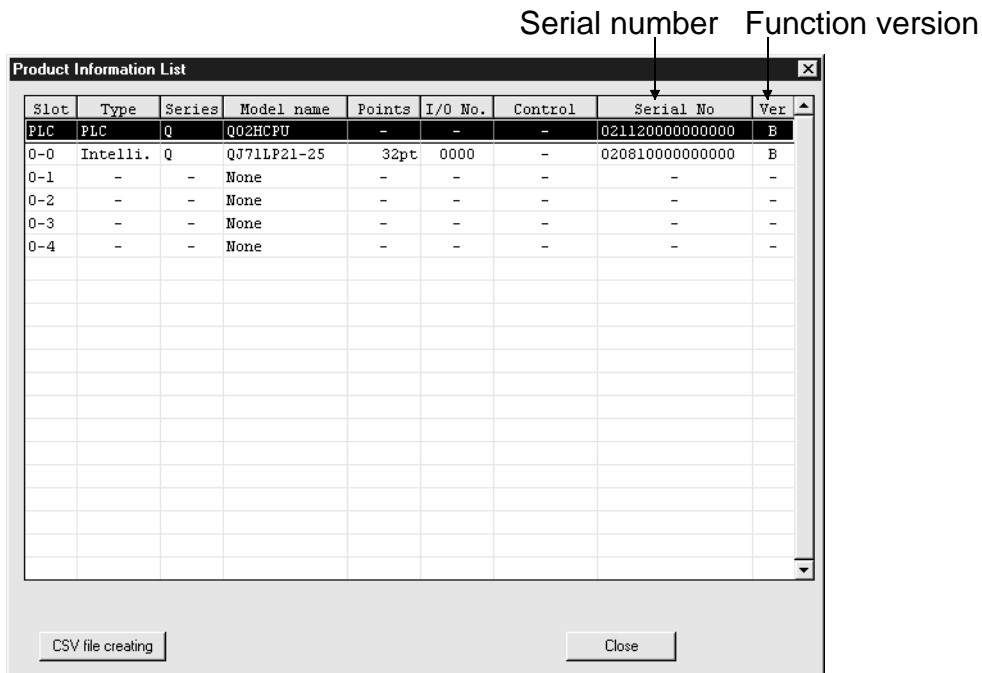 Serial number Function version
Product Information List
Slot Type Series Model name Points I/O No. Control Serial No Ver
PLC PLC Q Q02HCPU - - - 021120000000000 B
0-0 Intelli. Q QJ71LP21-25 32pt 0000 - 020810000000000 B
0-1 - - None - - - - -
0-2 - - None - - - - -
0-3 - - None - - - - -
0-4 - - None - - - - -
CSV file creating Close